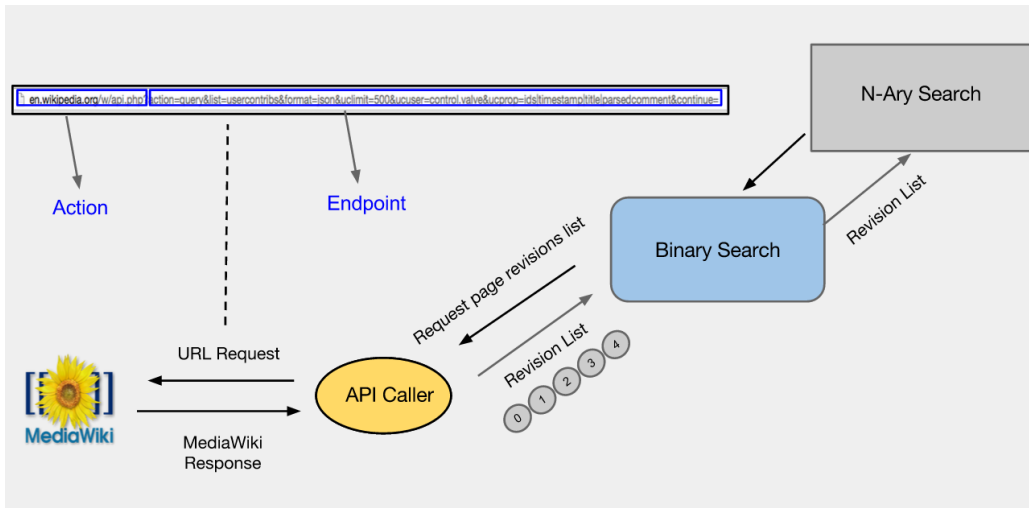 N-Ary Search
en.wikipedia.org/w/api.php?action=query&list=usercontribs&format=json&uclimit=500&ucuser=control.valve&ucprop=ids|timestamp|title|parsedcomment&continue=
Action
Endpoint
Revision List
Binary Search
Request page revisions list
Revision List
0
1
2
3
4
URL Request
API Caller
MediaWiki
MediaWiki
Response